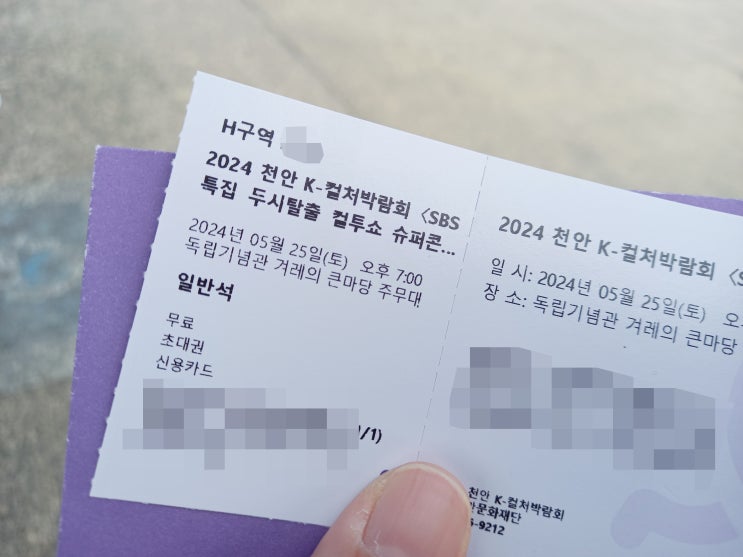 H구역
2024 천안 K-컬처박람회 <SBS
특집 두시탈출 컬투쇼 슈퍼콘...
2024년 05월 25일(토) 오후 7:00
독립기념관 겨레의 큰마당 주무대
일반석
무료
초대권
신용카드
/1)
2024 천안 K-컬처박람회 <S
일 시: 2024년 05월 25일(토) 오
장 소: 독립기념관 겨레의 큰마당
천안 K-컬처박람회
문화재단
-9212